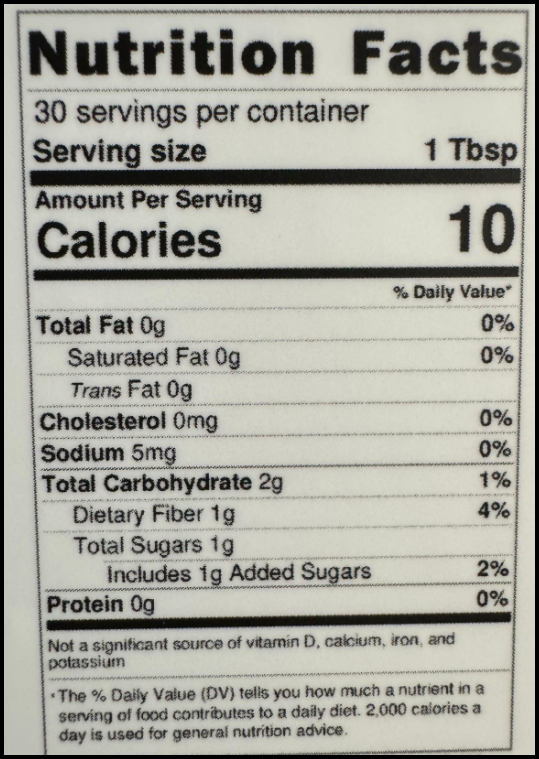 Nutrition Facts
30 servings per container
Serving size 1 Tbsp
Amount Per Serving
Calories 10
% Daily Value*
Total Fat 0g 0%
Saturated Fat 0g 0%
Trans Fat 0g
Cholesterol 0mg 0%
Sodium 5mg 0%
Total Carbohydrate 2g 1%
Dietary Fiber 1g 4%
Total Sugars 1g
Includes 1g Added Sugars 2%
Protein 0g 0%
Not a significant source of vitamin D, calcium, iron, and
potassium
*The % Daily Value (DV) tells you how much a nutrient in a
serving of food contributes to a daily diet. 2,000 calories a
day is used for general nutrition advice.